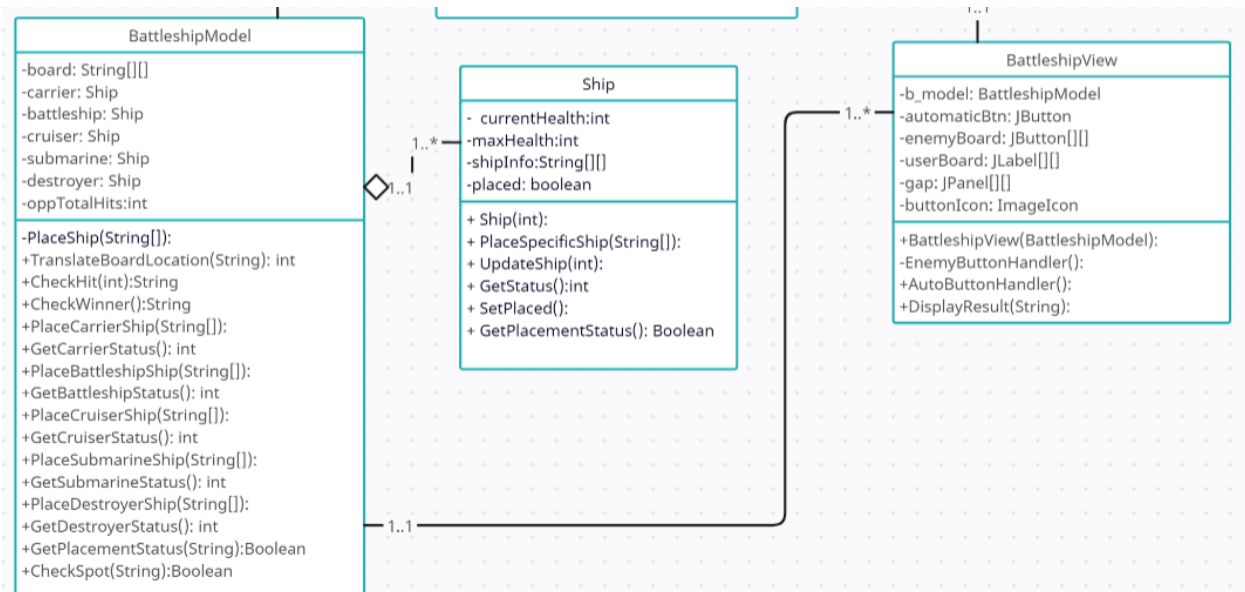 BattleshipModel
-board: String[][]
-carrier: Ship
-battleship: Ship
-cruiser: Ship
-submarine: Ship
-destroyer: Ship
-oppTotalHits:int
-PlaceShip(String[]):
+TranslateBoardLocation(String): int
+CheckHit(int):String
+CheckWinner():String
+PlaceCarrierShip(String[]):
+GetCarrierStatus(): int
+PlaceBattleshipShip(String[]):
+GetBattleshipStatus(): int
+PlaceCruiserShip(String[]):
+GetCruiserStatus(): int
+PlaceSubmarineShip(String[]):
+GetSubmarineStatus(): int
+PlaceDestroyerShip(String[]):
+GetDestroyerStatus(): int
+GetPlacementStatus(String):Boolean
+CheckSpot(String):Boolean
1..1
1..*
1..1
Ship
- currentHealth:int
-maxHealth:int
-shipInfo:String[][]
-placed: boolean
+ Ship(int):
+ PlaceSpecificShip(String[]):
+ UpdateShip(int):
+ GetStatus():int
+ SetPlaced():
+ GetPlacementStatus(): Boolean
1..*
1..1
BattleshipView
-b_model: BattleshipModel
-automaticBtn: JButton
-enemyBoard: JButton[][]
-userBoard: JLabel[][]
-gap: JPanel[][]
-buttonIcon: ImageIcon
+BattleshipView(BattleshipModel):
-EnemyButtonHandler():
+AutoButtonHandler():
+DisplayResult(String):